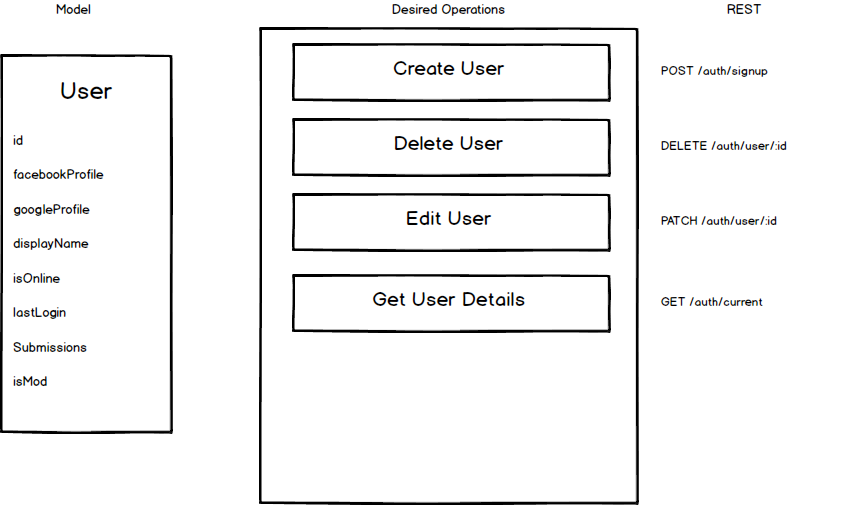 Model
Desired Operations
REST
User
id
facebookProfile
googleProfile
displayName
isOnline
lastLogin
Submissions
isMod
Create User
POST /auth/signup
Delete User
DELETE /auth/user/:id
Edit User
PATCH /auth/user/:id
Get User Details
GET /auth/current